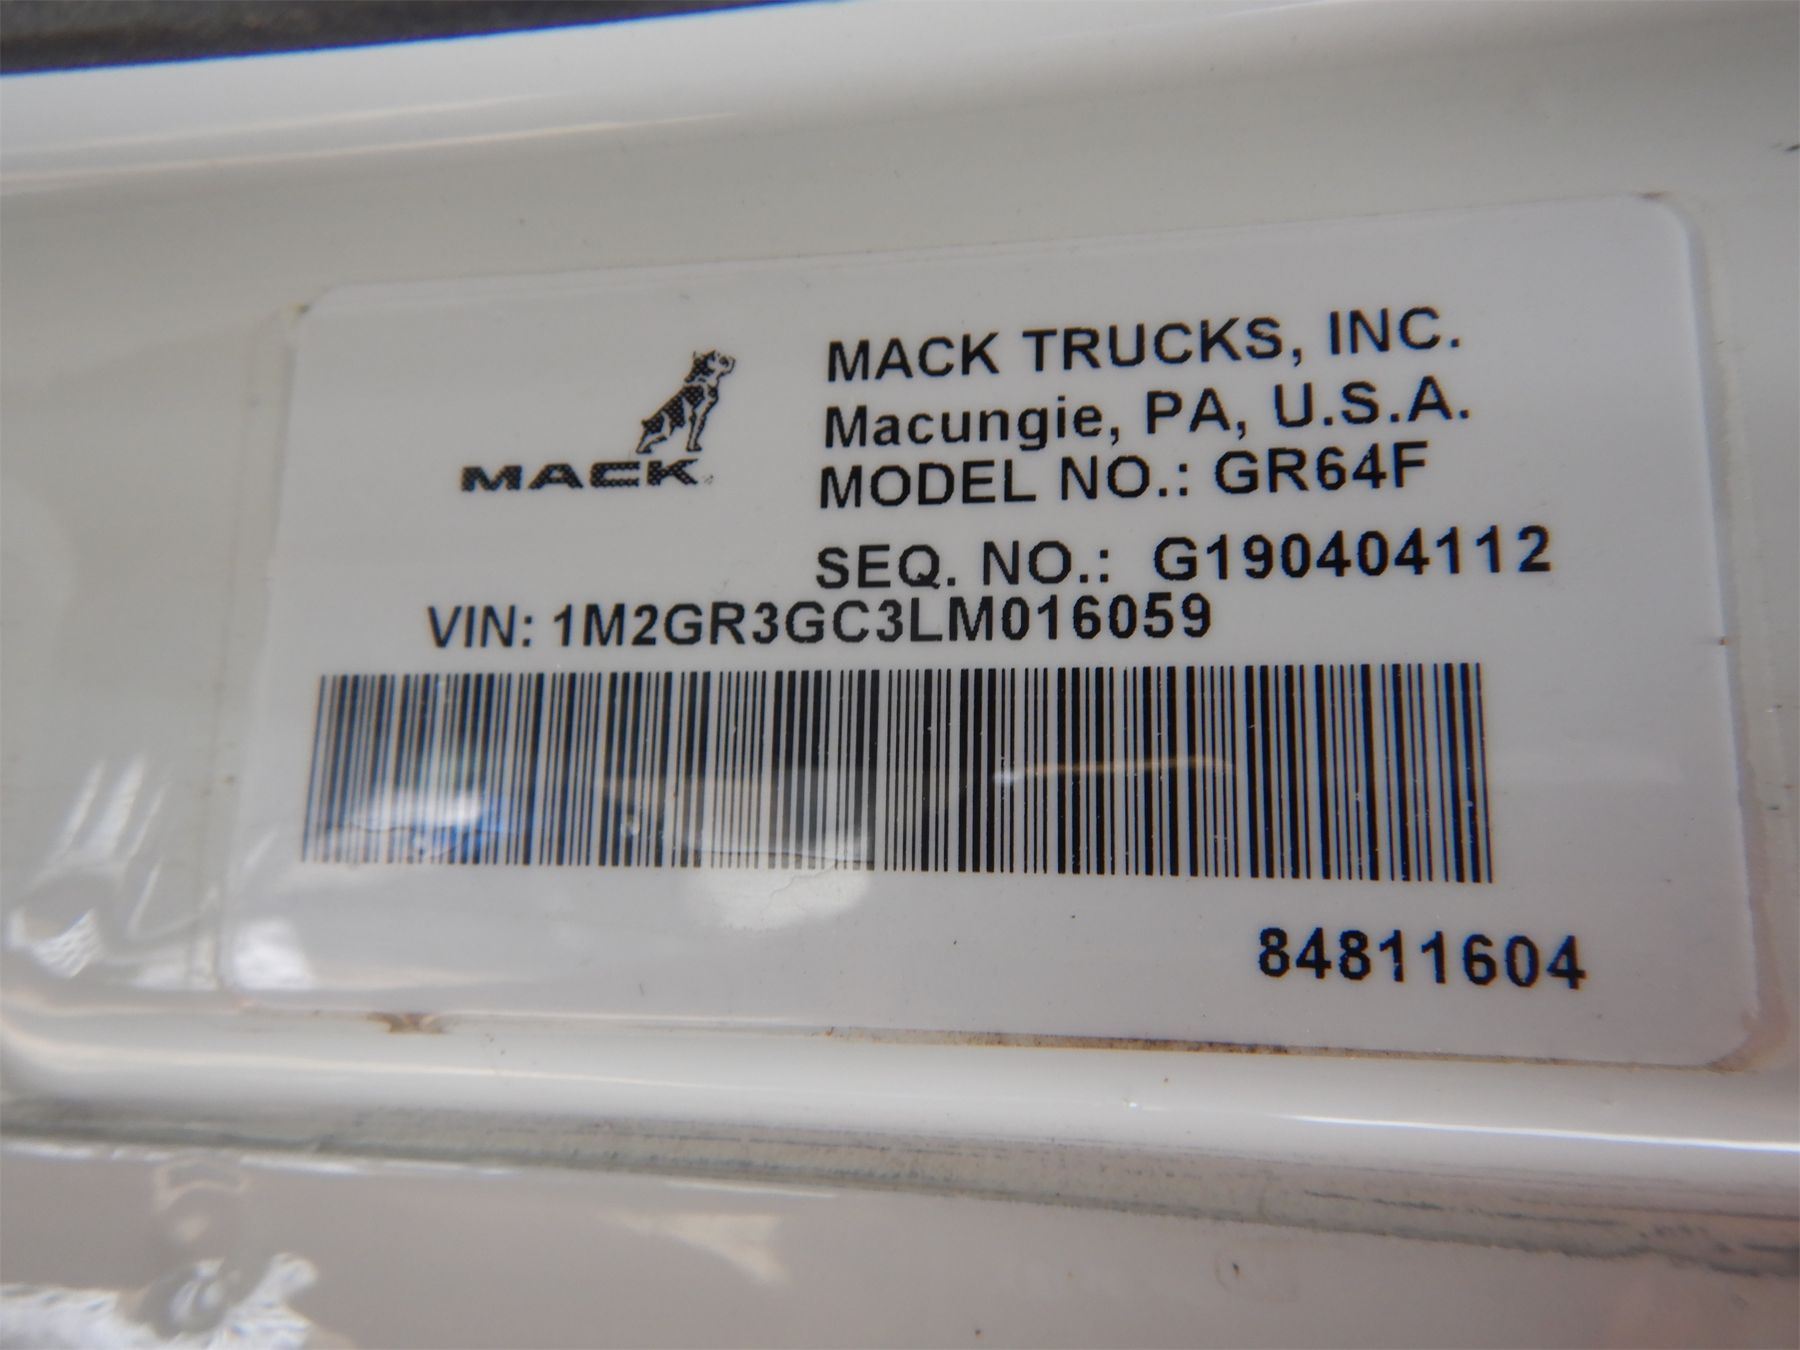 MACK
MACK TRUCKS, INC.
Macungie, PA, U.S.A.
MODEL NO.: GR64F
SEQ. NO.: G190404112
VIN: 1M2GR3GC3LM016059
84811604